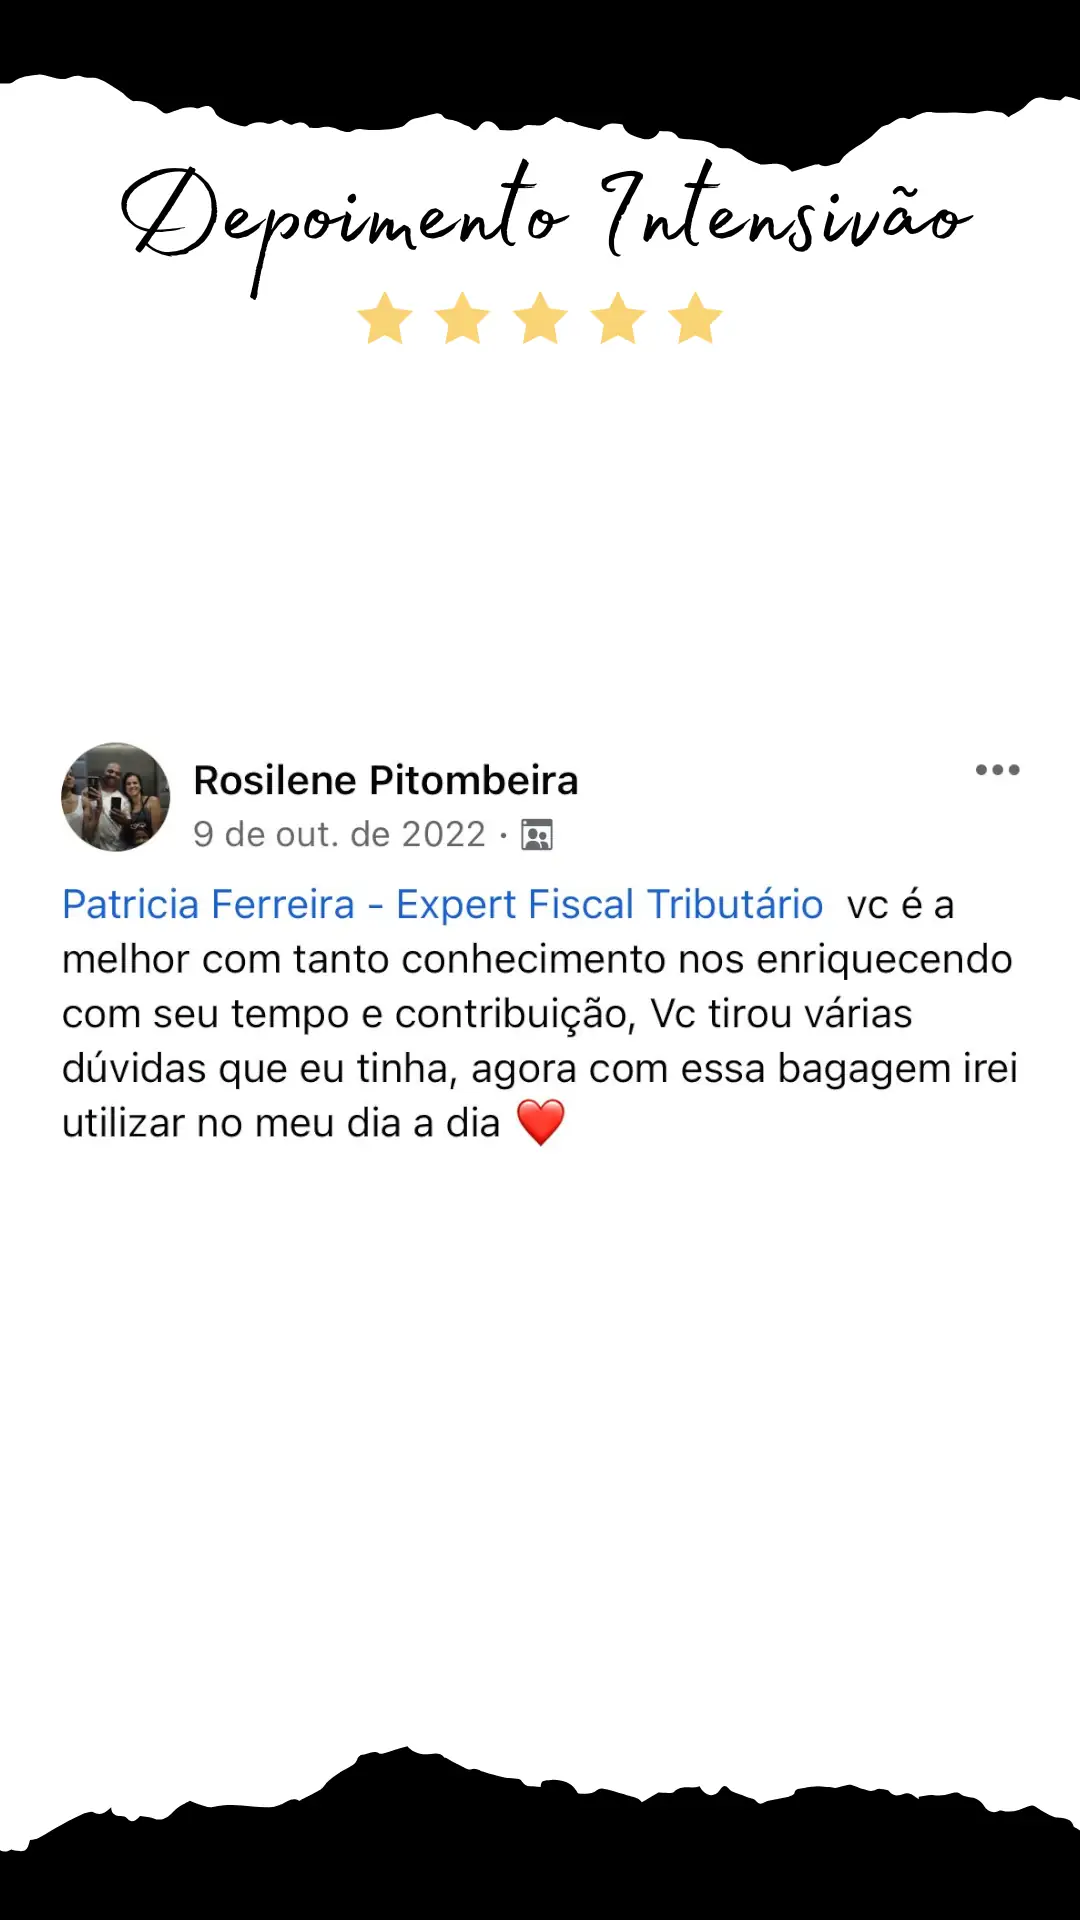 Depoimento Intensivão
Rosilene Pitombeira
9 de out. de 2022 ·
Patricia Ferreira - Expert Fiscal Tributário vc é a
melhor com tanto conhecimento nos enriquecendo
com seu tempo e contribuição, Vc tirou várias
dúvidas que eu tinha, agora com essa bagagem irei
utilizar no meu dia a dia ❤️